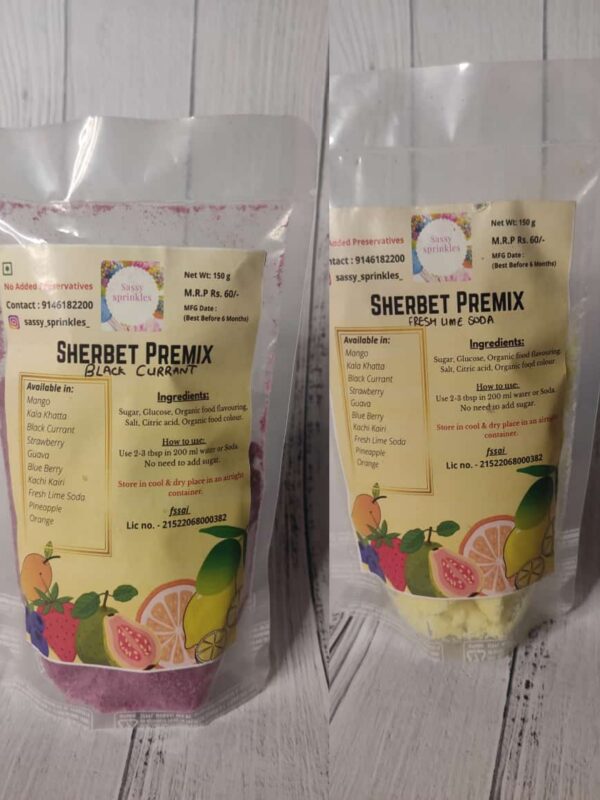 No Added Preservatives
Contact : 9146182200
sassy_sprinkles_
Sassy
sprinkles
Net Wt: 150 g
M.R.P Rs. 60/-
MFG Date :
(Best Before 6 Months)
SHERBET PREMIX
BLACK CURRANT
Available in:
Mango
Kala Khatta
Black Currant
Strawberry
Guava
Blue Berry
Kachi Kairi
Fresh Lime Soda
Pineapple
Orange
Ingredients:
Sugar, Glucose, Organic food flavouring,
Salt, Citric acid, Organic food colour.
How to use:
Use 2-3 tbsp in 200 ml water or Soda.
No need to add sugar.
Store in cool & dry place in an airtight
container.
fssai
Lic no. - 21522068000382
Added Preservatives
ntact : 9146182200
sassy_sprinkles_
Sassy
sprinkles
Net Wt: 150 g
M.R.P Rs. 60/-
MFG Date :
(Best Before 6 Months)
SHERBET PREMIX
FRESH LIME SODA
Available in:
Mango
Kala Khatta
Black Currant
Strawberry
Guava
Blue Berry
Kachi Kairi
Fresh Lime Soda
Pineapple
Orange
Ingredients:
Sugar, Glucose, Organic food flavouring,
Salt, Citric acid, Organic food colour
How to use:
Use 2-3 tbsp in 200 ml water or Soda.
No need to add sugar.
Store in cool & dry place in an airtight
container.
fssai
Lic no. - 21522068000382